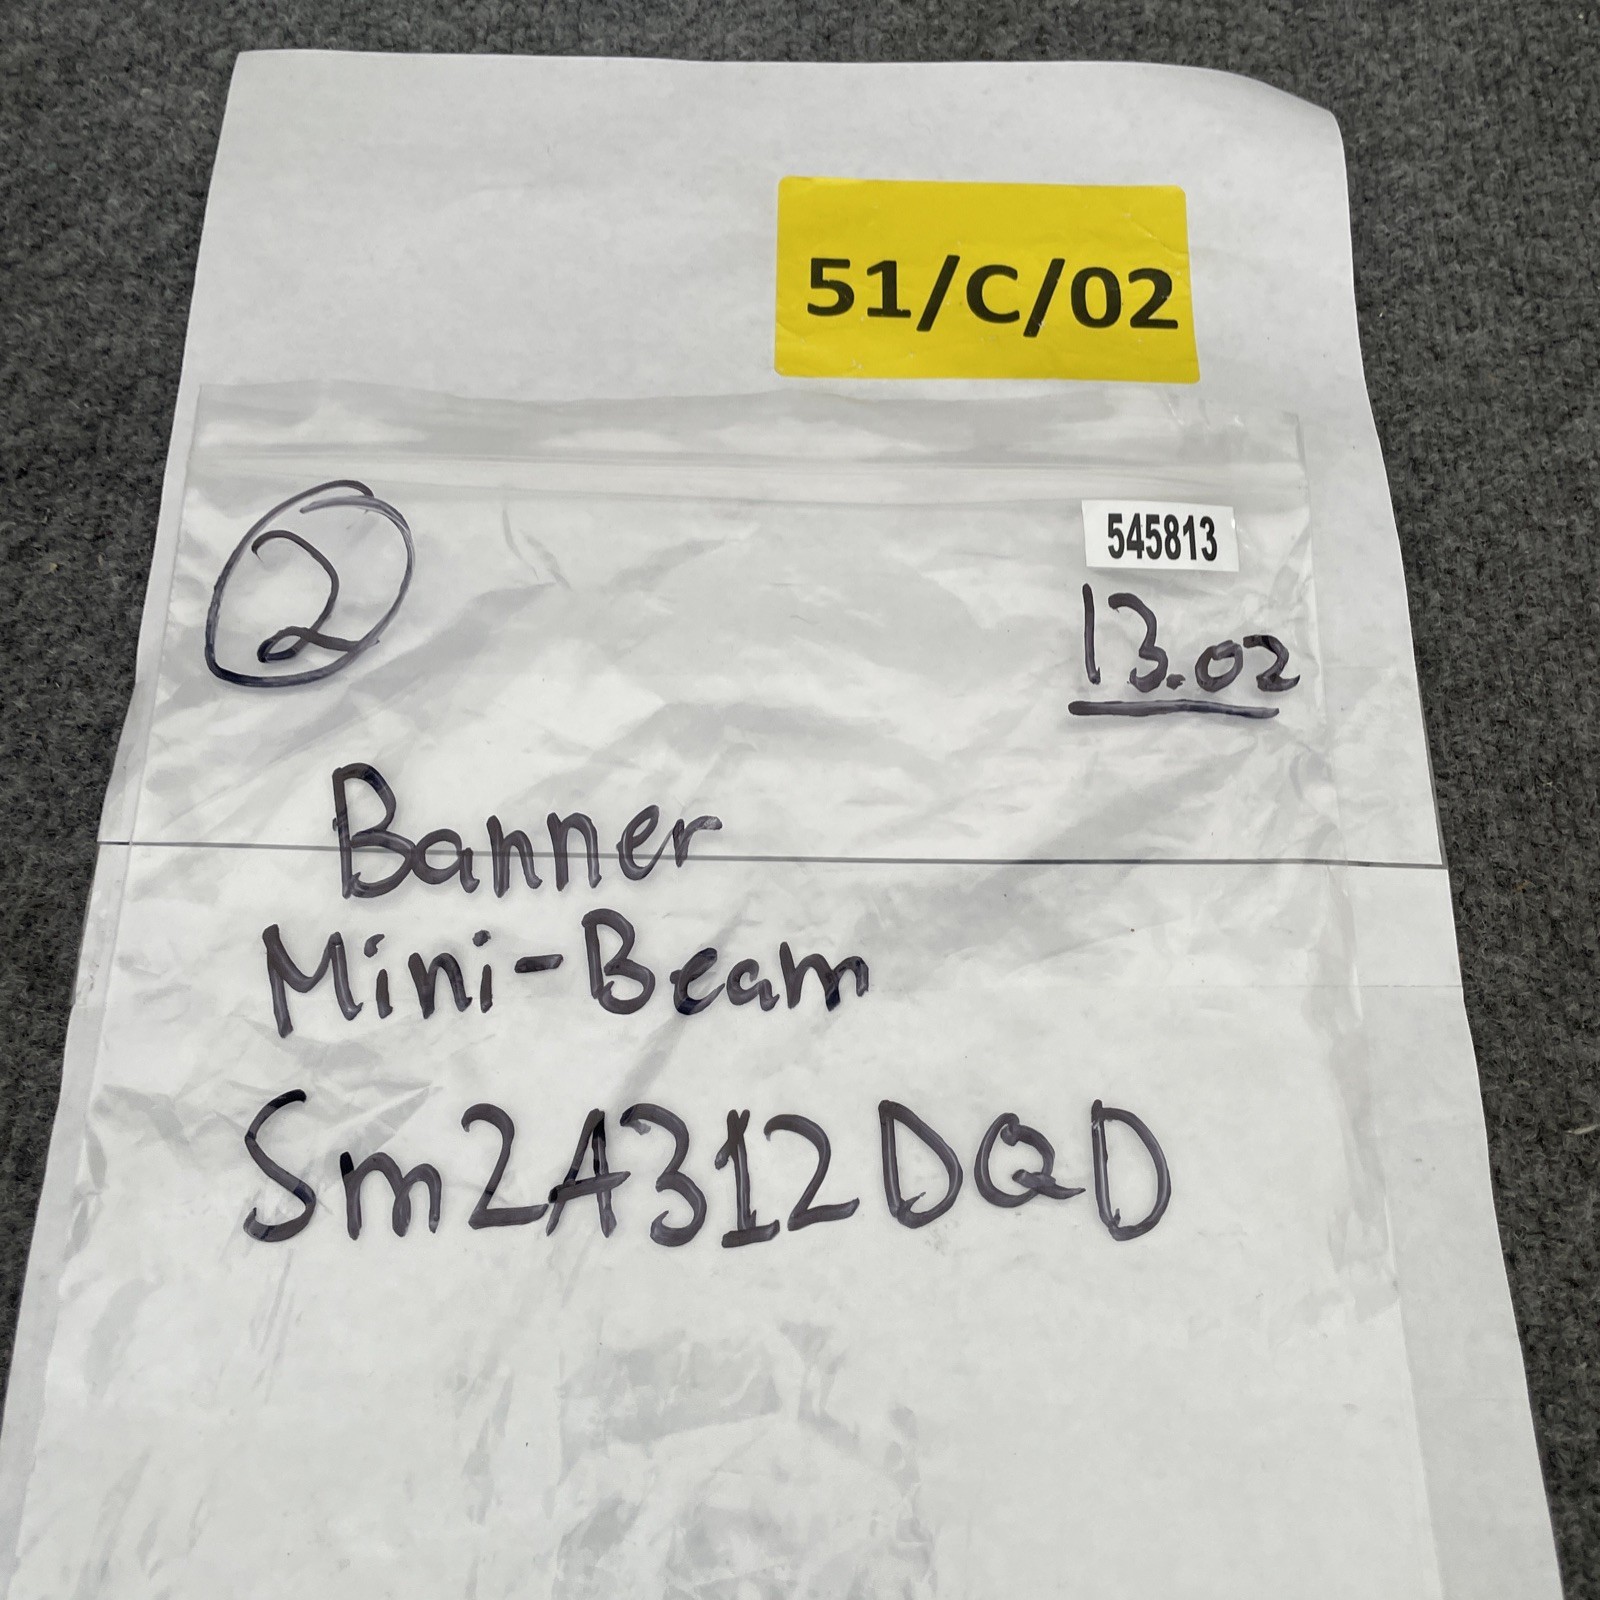 51/C/02
545813
2
13.02
Banner
Mini-Beam
Sm2A312DQD